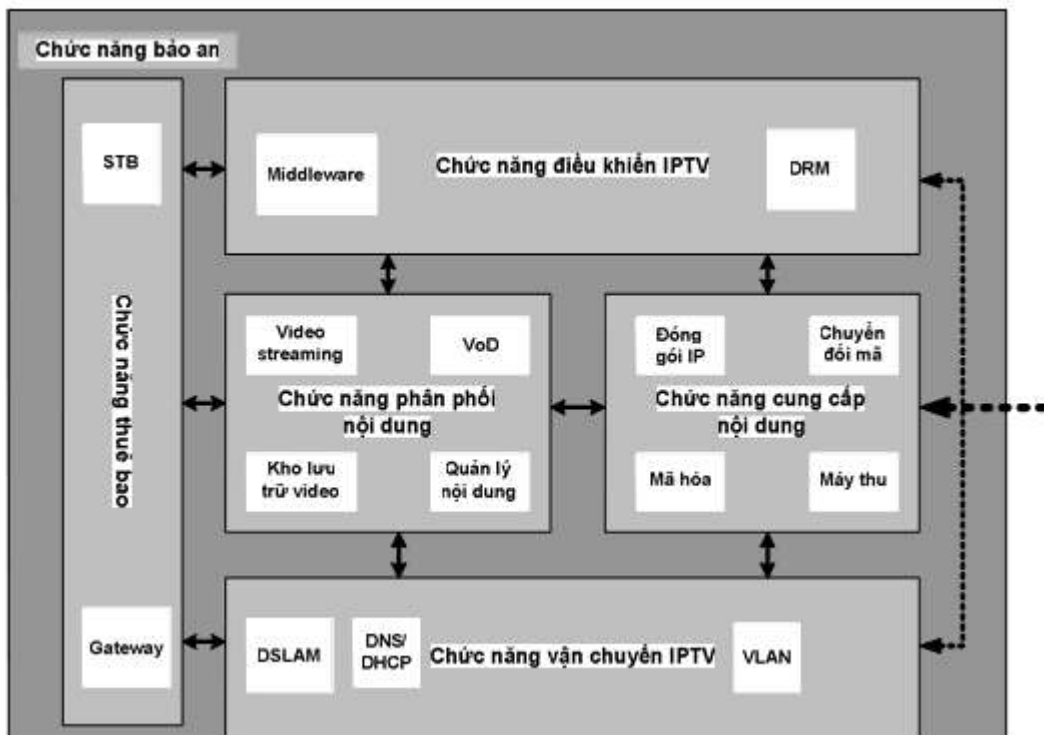 Chức năng bảo an
STB
Chức năng thuê bao
Gateway
Middleware
Chức năng điều khiển IPTV
DRM
Video
streaming
VoD
Chức năng phân phối
nội dung
Kho lưu
trữ video
Quản lý
nội dung
Đóng
gói IP
Chuyển
đổi mã
Chức năng cung cấp
nội dung
Mã hóa
Máy thu
DSLAM
DNS/
DHCP
Chức năng vận chuyển IPTV
VLAN